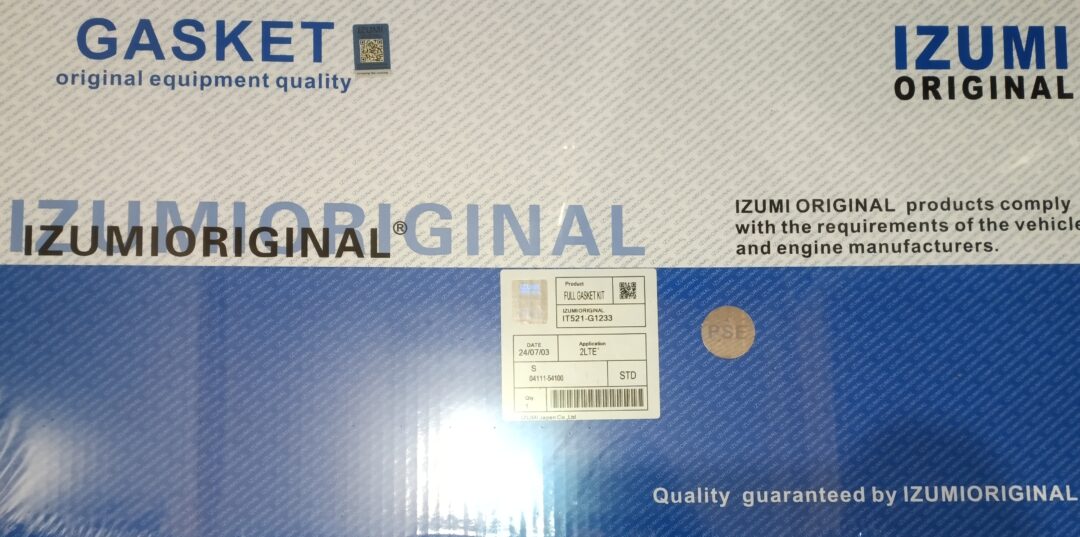 GASKET
original equipment quality
IZUMI
ORIGINAL
IZUMIORIGINAL
IZUMIORIGINAL®
IZUMI ORIGINAL products comply
with the requirements of the vehicle
and engine manufacturers.
Product
FULL GASKET KIT
IZUMIORIGINAL
IT521-G1233
DATE
24/07/03
Application
2LTE
S
04111-54100
STD
Qty
1
IZUMI Japan Co.,Ltd
PSE
Quality guaranteed by IZUMIORIGINAL